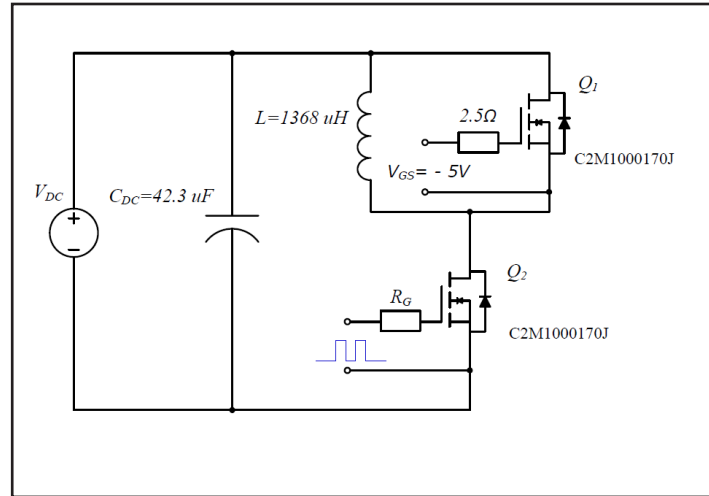 Q1
L=1368 uH
2.5Ω
C2M1000170J
VGS= - 5V
VDC
CDC=42.3 uF
+
−
Q2
RG
C2M1000170J